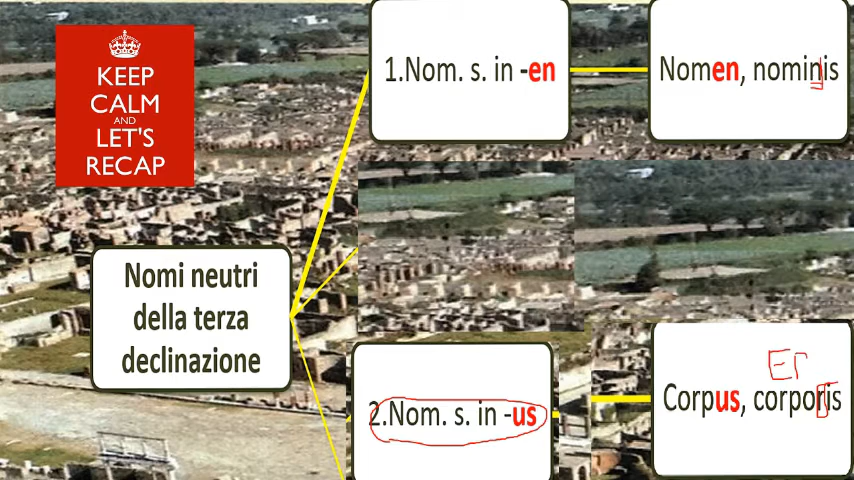 KEEP
CALM
AND
LET'S
RECAP
1.Nom. s. in -en
Nomen, nominis
Nomi neutri
della terza
declinazione
2.Nom. s. in -us
Er
Corpus, corporis